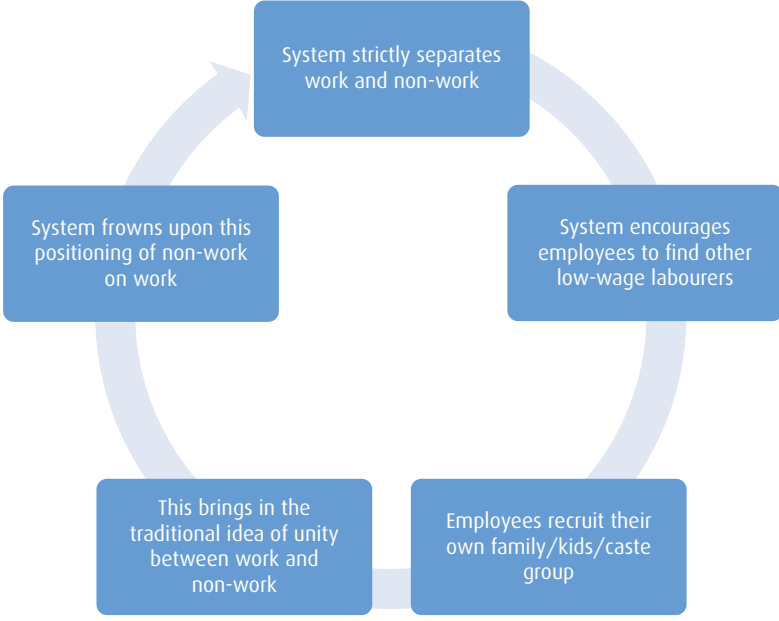 System strictly separates
work and non-work
System encourages
employees to find other
low-wage labourers
Employees recruit their
own family/kids/caste
group
This brings in the
traditional idea of unity
between work and
non-work
System frowns upon this
positioning of non-work
on work